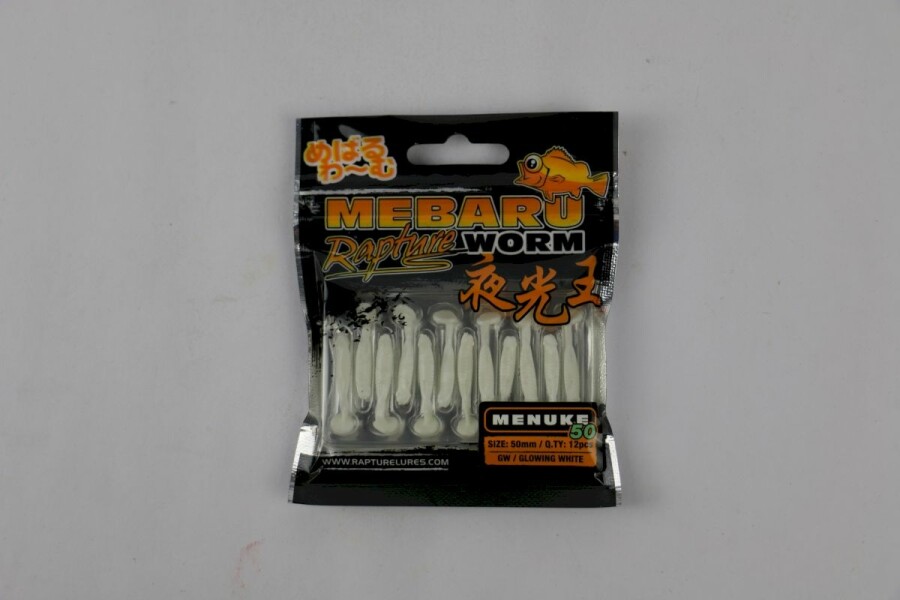 めばる
わ〜む
MEBARU
Rapture WORM
夜光王
MENUKE
50
SIZE: 50mm / Q.TY: 12pcs
GW / GLOWING WHITE
WWW.RAPTURELURES.COM